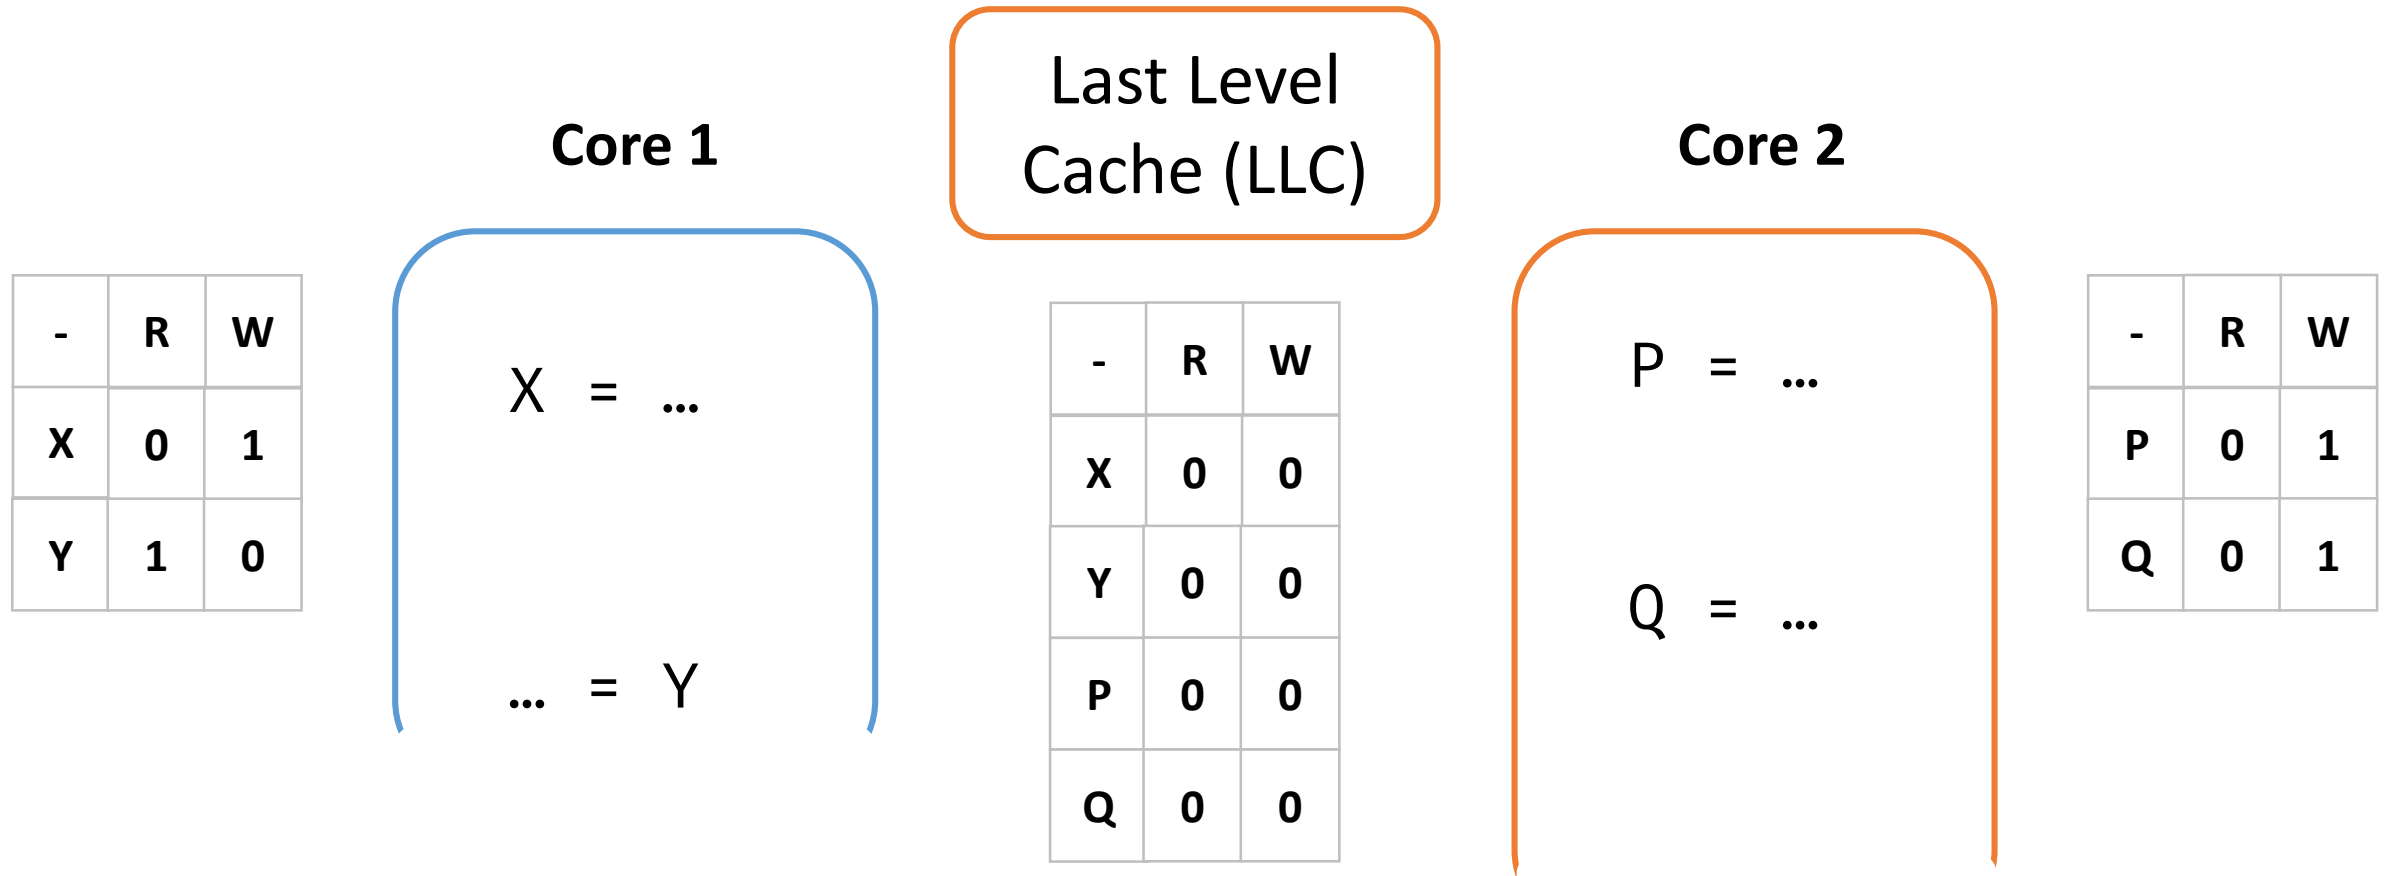 Last Level
Cache (LLC)
Core 1
Core 2
- R W
X 0 1
Y 1 0
X = …
… = Y
- R W
X 0 0
Y 0 0
P 0 0
Q 0 0
P = …
Q = …
- R W
P 0 1
Q 0 1